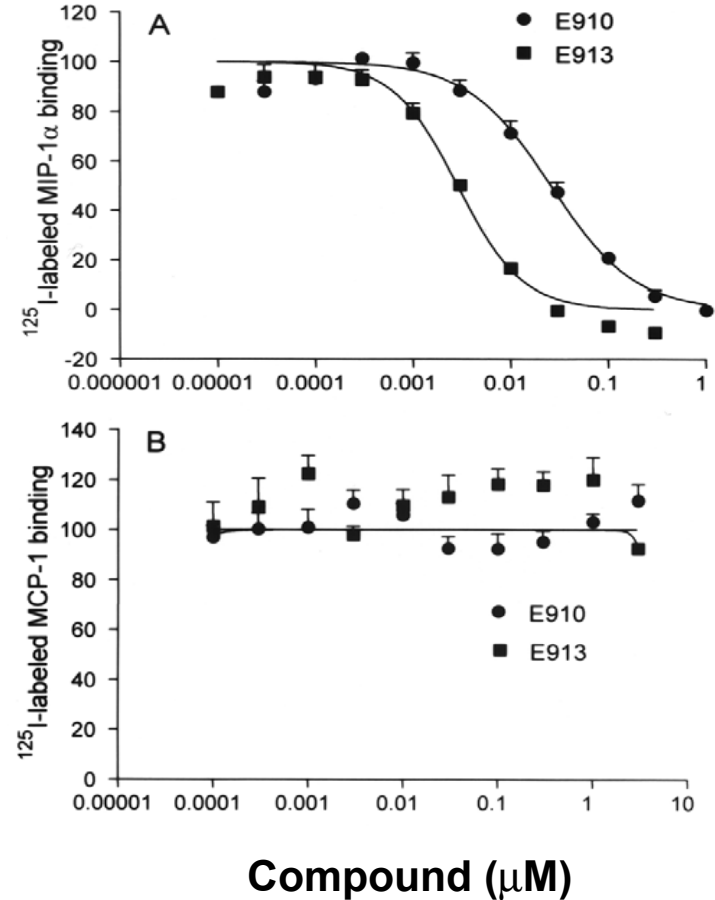 A
E910
E913
¹²⁵I-labeled MIP-1α binding
120
100
80
60
40
20
0
-20
0.000001 0.00001 0.0001 0.001 0.01 0.1 1
B
¹²⁵I-labeled MCP-1 binding
140
120
100
80
60
40
20
0
E910
E913
0.00001 0.0001 0.001 0.01 0.1 1 10
Compound (μM)